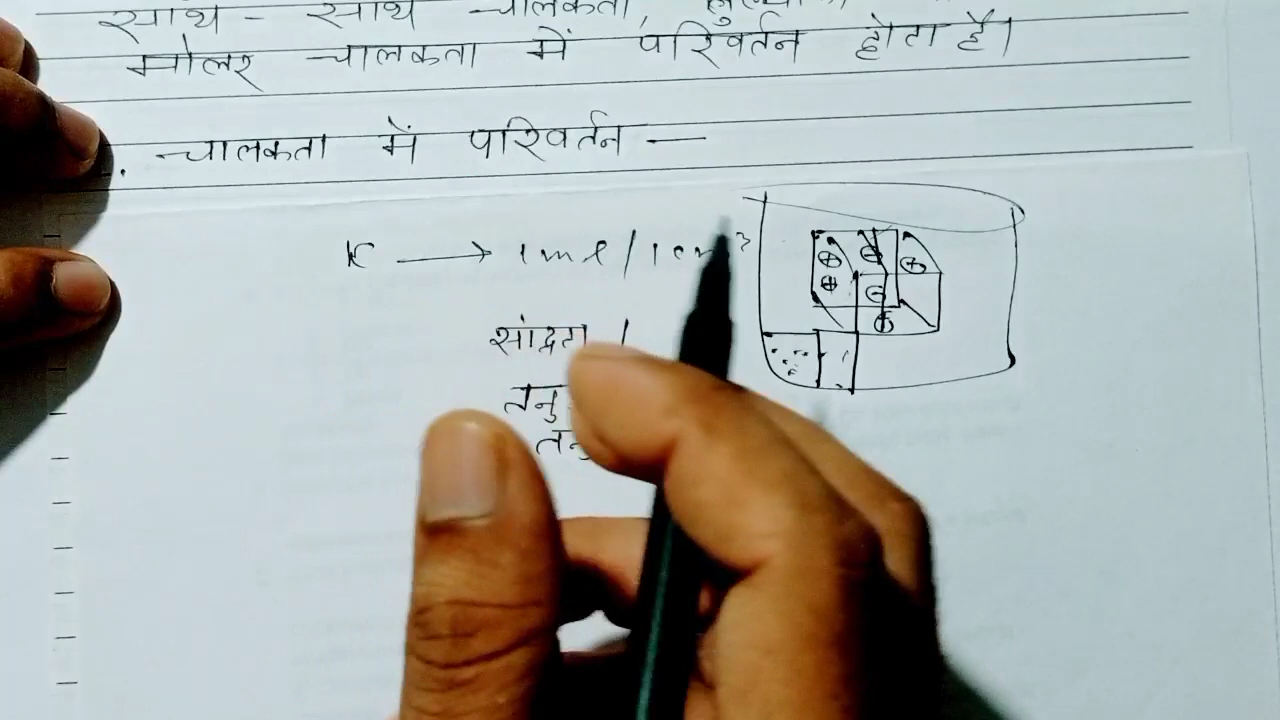 सांथ - साथ चालकता,
मोलर चालकता में परिवर्तन होता है।
चालकता में परिवर्तन —
K → 1 ml / 1 cm³
सांद्रता
तनु